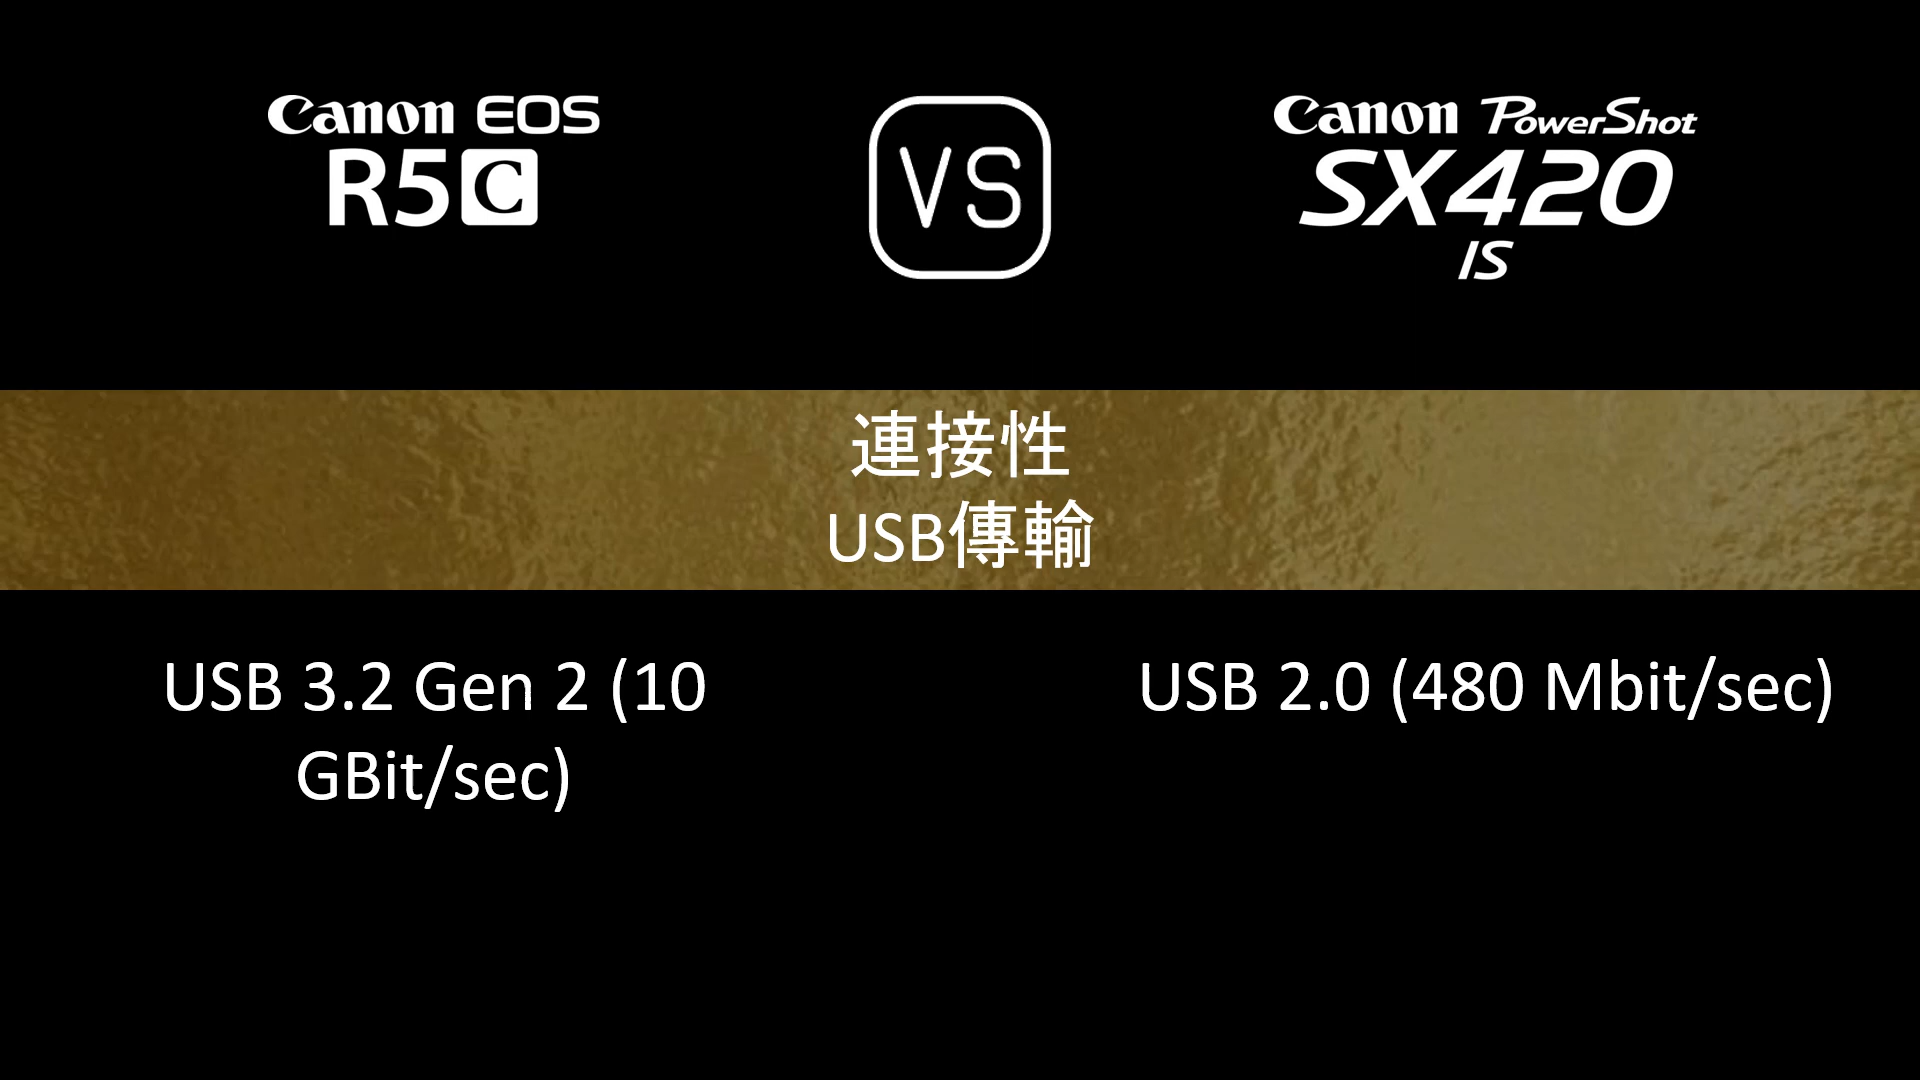 Canon EOS
R5 C
VS
Canon PowerShot
SX420
IS
連接性
USB傳輸
USB 3.2 Gen 2 (10
GBit/sec)
USB 2.0 (480 Mbit/sec)